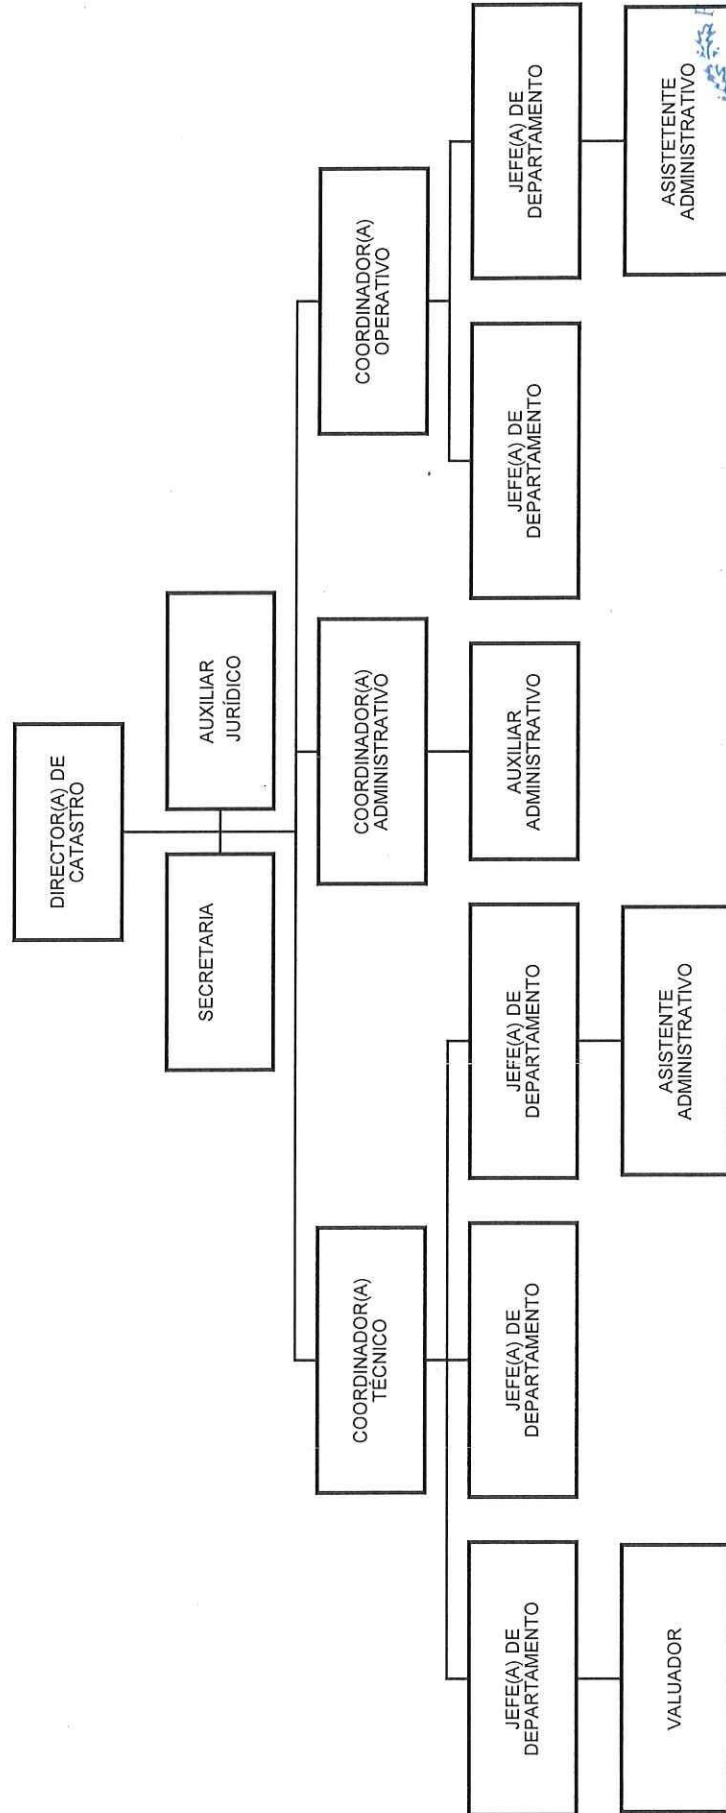 DIRECTOR(A) DE
CATASTRO
SECRETARIA
AUXILIAR
JURÍDICO
COORDINADOR(A)
TÉCNICO
COORDINADOR(A)
ADMINISTRATIVO
COORDINADOR(A)
OPERATIVO
JEFE(A) DE
DEPARTAMENTO
JEFE(A) DE
DEPARTAMENTO
JEFE(A) DE
DEPARTAMENTO
AUXILIAR
ADMINISTRATIVO
JEFE(A) DE
DEPARTAMENTO
JEFE(A) DE
DEPARTAMENTO
VALUADOR
ASISTENTE
ADMINISTRATIVO
ASISTETENTE
ADMINISTRATIVO